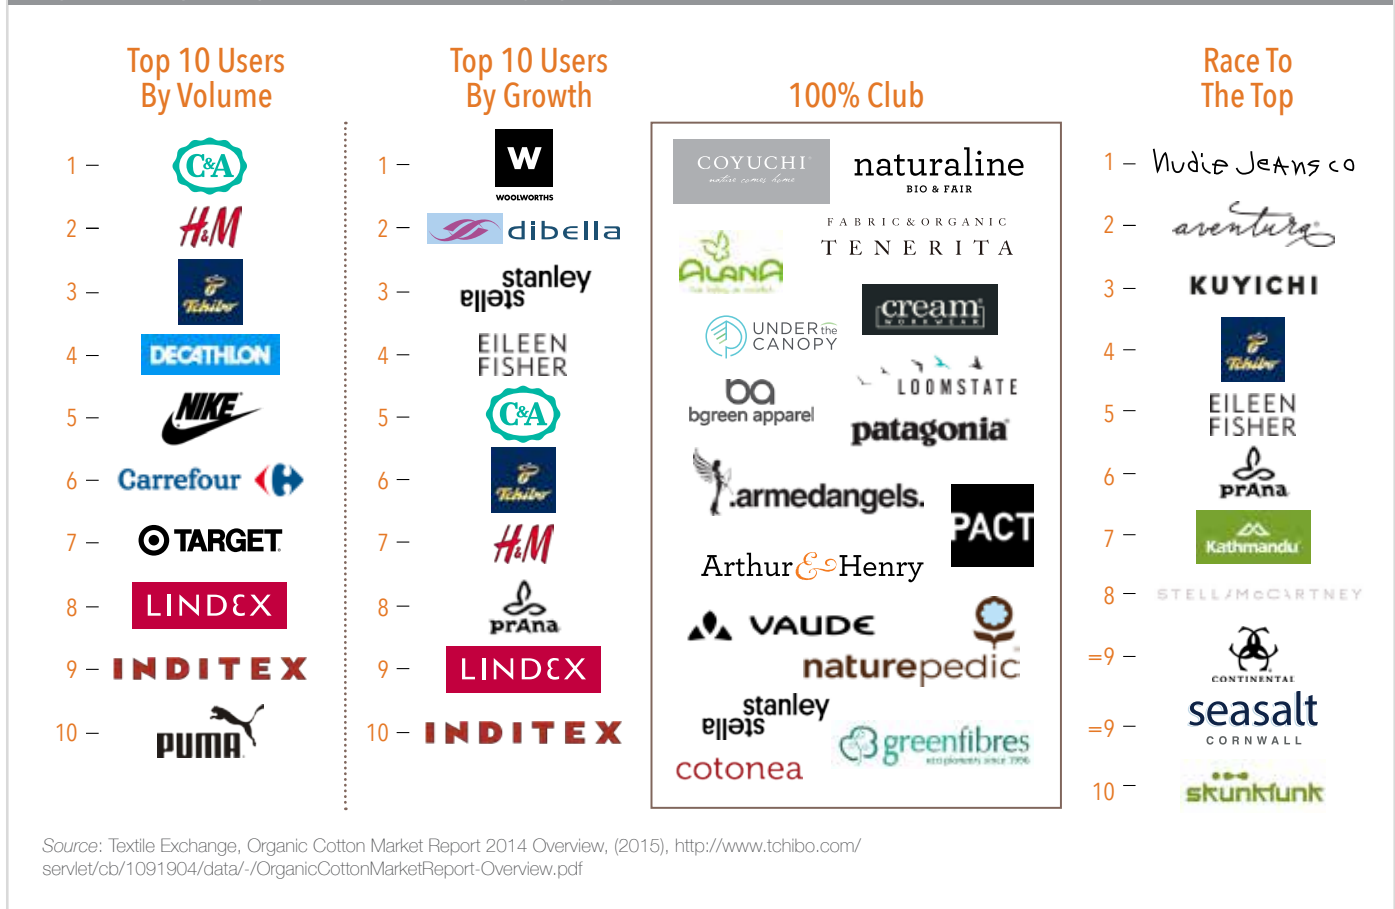 Top 10 Users
By Volume
1 –
C&A
2 –
H&M
3 –
Tchibo
4 –
DECATHLON
5 –
NIKE
6 –
Carrefour
7 –
TARGET
8 –
LINDEX
9 –
INDITEX
10 –
PUMA
Top 10 Users
By Growth
1 –
W
WOOLWORTHS
2 –
dibella
3 –
stanley
stella
4 –
EILEEN
FISHER
5 –
C&A
6 –
Tchibo
7 –
H&M
8 –
prAna
9 –
LINDEX
10 –
INDITEX
100% Club
COYUCHI
nature comes home
naturaline
BIO & FAIR
FABRIC & ORGANIC
TENERITA
ALANA
cream
WORKWEAR
UNDER the
CANOPY
LOOMSTATE
ba
bgreen apparel
patagonia
.armedangels.
PACT
Arthur & Henry
VAUDE
naturepedic
stanley
stella
greenfibres
cotonea
Race To
The Top
1 –
nudie Jeans co
2 –
aventura
3 –
KUYICHI
4 –
Tchibo
5 –
EILEEN
FISHER
6 –
prAna
7 –
Kathmandu
8 –
STELLA McCARTNEY
=9 –
CONTINENTAL
=9 –
seasalt
CORNWALL
10 –
skunkfunk
Source: Textile Exchange, Organic Cotton Market Report 2014 Overview, (2015), http://www.tchibo.com/
servlet/cb/1091904/data/-/OrganicCottonMarketReport-Overview.pdf